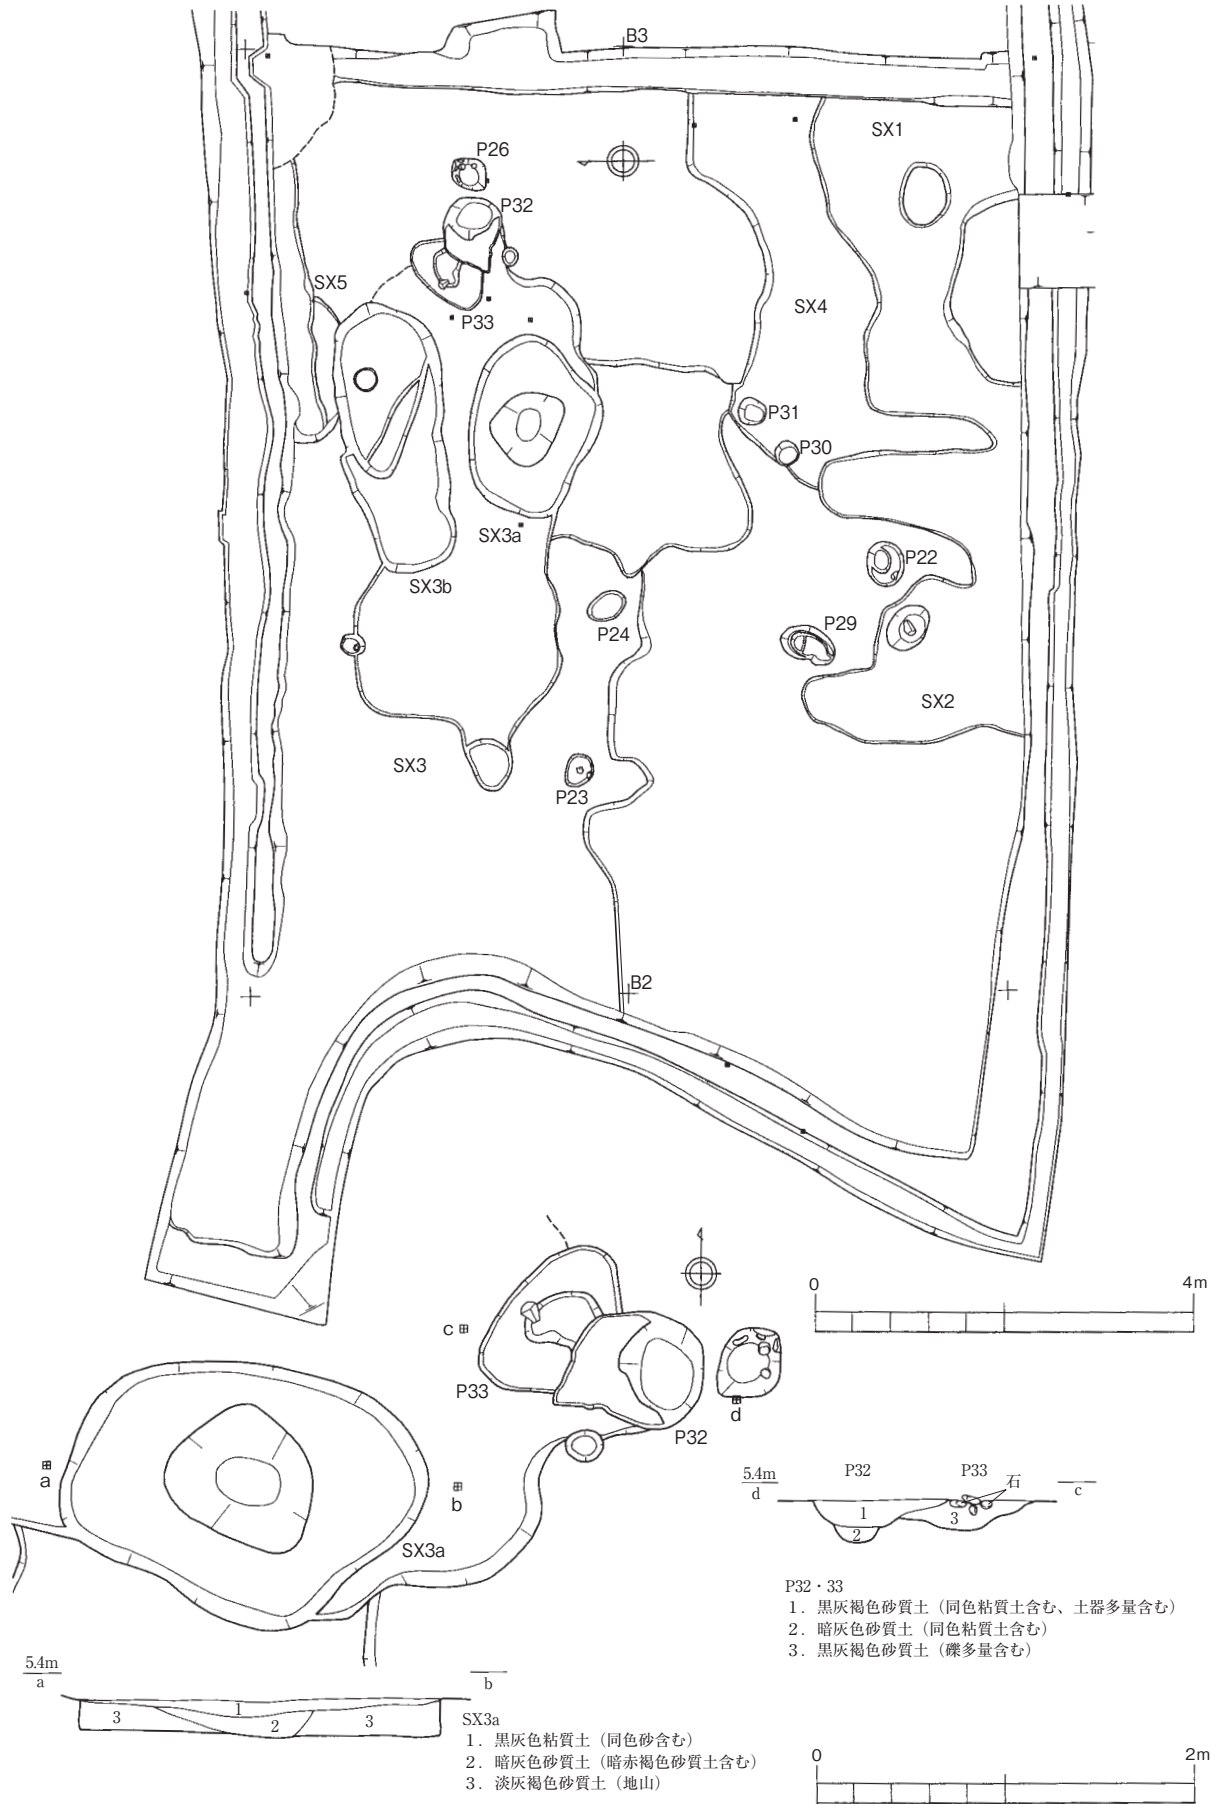 B3
SX1
P26
P32
SX5
SX4
P33
P31
P30
SX3a
P22
SX3b
P24
P29
SX2
SX3
P23
B2
0 4m
c
P33
d
P32
a
b
SX3a
5.4m P32 P33 石
d c
1
3
2
P32・33
1．黒灰褐色砂質土（同色粘質土含む、土器多量含む）
2．暗灰色砂質土（同色粘質土含む）
3．黒灰褐色砂質土（礫多量含む）
5.4m
a b
1
3 2 3
SX3a
1．黒灰色粘質土（同色砂含む）
2．暗灰色砂質土（暗赤褐色砂質土含む）
3．淡灰褐色砂質土（地山）
0 2m